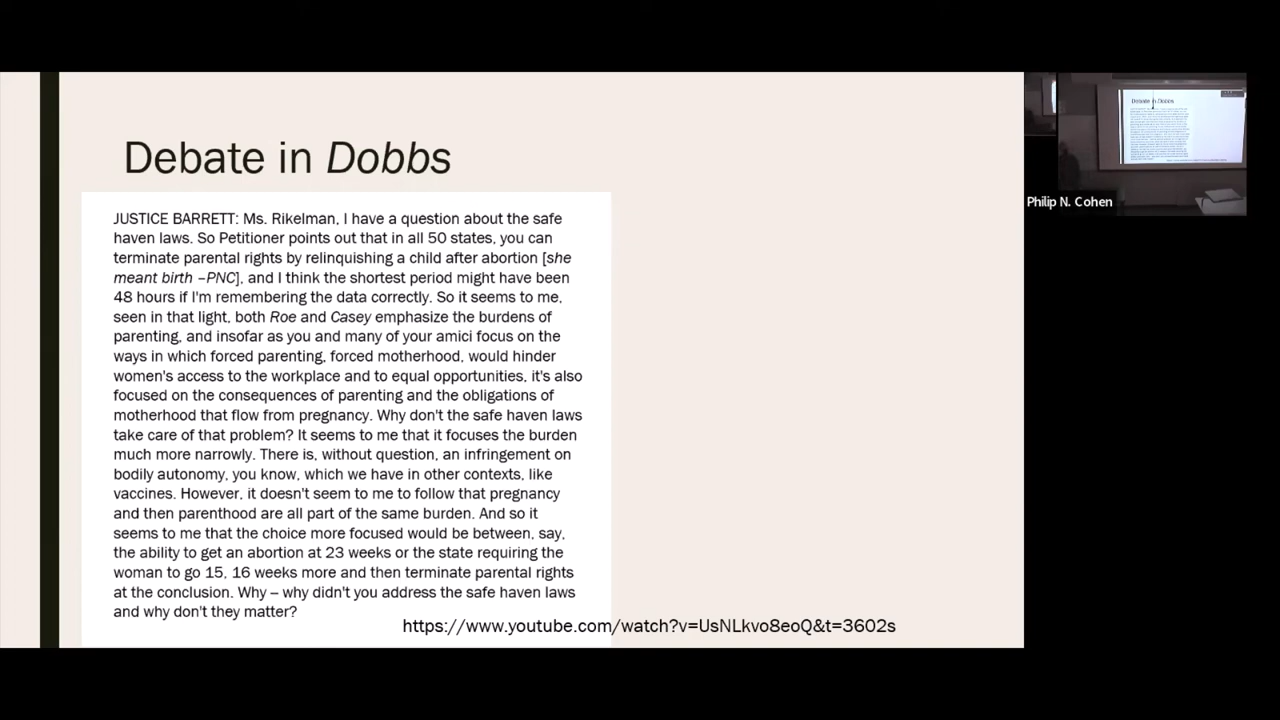 Debate in Dobbs
JUSTICE BARRETT: Ms. Rikelman, I have a question about the safe
haven laws. So Petitioner points out that in all 50 states, you can
terminate parental rights by relinquishing a child after abortion [she
meant birth –PNC], and I think the shortest period might have been
48 hours if I'm remembering the data correctly. So it seems to me,
seen in that light, both Roe and Casey emphasize the burdens of
parenting, and insofar as you and many of your amici focus on the
ways in which forced parenting, forced motherhood, would hinder
women's access to the workplace and to equal opportunities, it's also
focused on the consequences of parenting and the obligations of
motherhood that flow from pregnancy. Why don't the safe haven laws
take care of that problem? It seems to me that it focuses the burden
much more narrowly. There is, without question, an infringement on
bodily autonomy, you know, which we have in other contexts, like
vaccines. However, it doesn't seem to me to follow that pregnancy
and then parenthood are all part of the same burden. And so it
seems to me that the choice more focused would be between, say,
the ability to get an abortion at 23 weeks or the state requiring the
woman to go 15, 16 weeks more and then terminate parental rights
at the conclusion. Why – why didn't you address the safe haven laws
and why don't they matter?
https://www.youtube.com/watch?v=UsNLkvo8eoQ&t=3602s
Debate in Dobbs
Philip N. Cohen